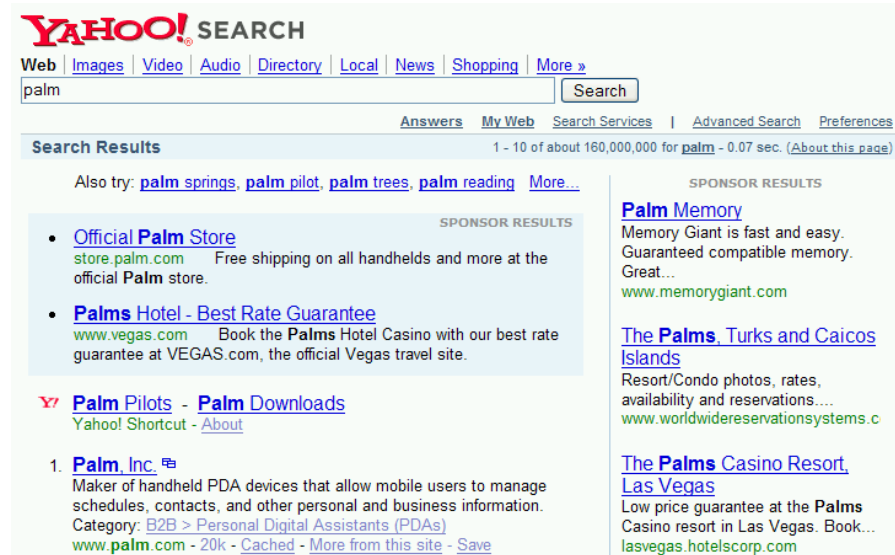 YAHOO! SEARCH
Web | Images | Video | Audio | Directory | Local | News | Shopping | More »
palm Search
Answers My Web Search Services | Advanced Search Preferences
Search Results 1 - 10 of about 160,000,000 for palm - 0.07 sec. (About this page)
Also try: palm springs, palm pilot, palm trees, palm reading More...
SPONSOR RESULTS
• Official Palm Store
store.palm.com Free shipping on all handhelds and more at the
official Palm store.
• Palms Hotel - Best Rate Guarantee
www.vegas.com Book the Palms Hotel Casino with our best rate
guarantee at VEGAS.com, the official Vegas travel site.
Y! Palm Pilots - Palm Downloads
Yahoo! Shortcut - About
1. Palm, Inc.
Maker of handheld PDA devices that allow mobile users to manage
schedules, contacts, and other personal and business information.
Category: B2B > Personal Digital Assistants (PDAs)
www.palm.com - 20k - Cached - More from this site - Save
SPONSOR RESULTS
Palm Memory
Memory Giant is fast and easy.
Guaranteed compatible memory.
Great...
www.memorygiant.com
The Palms, Turks and Caicos
Islands
Resort/Condo photos, rates,
availability and reservations....
www.worldwidereservationsystems.c
The Palms Casino Resort,
Las Vegas
Low price guarantee at the Palms
Casino resort in Las Vegas. Book...
lasvegas.hotelscorp.com